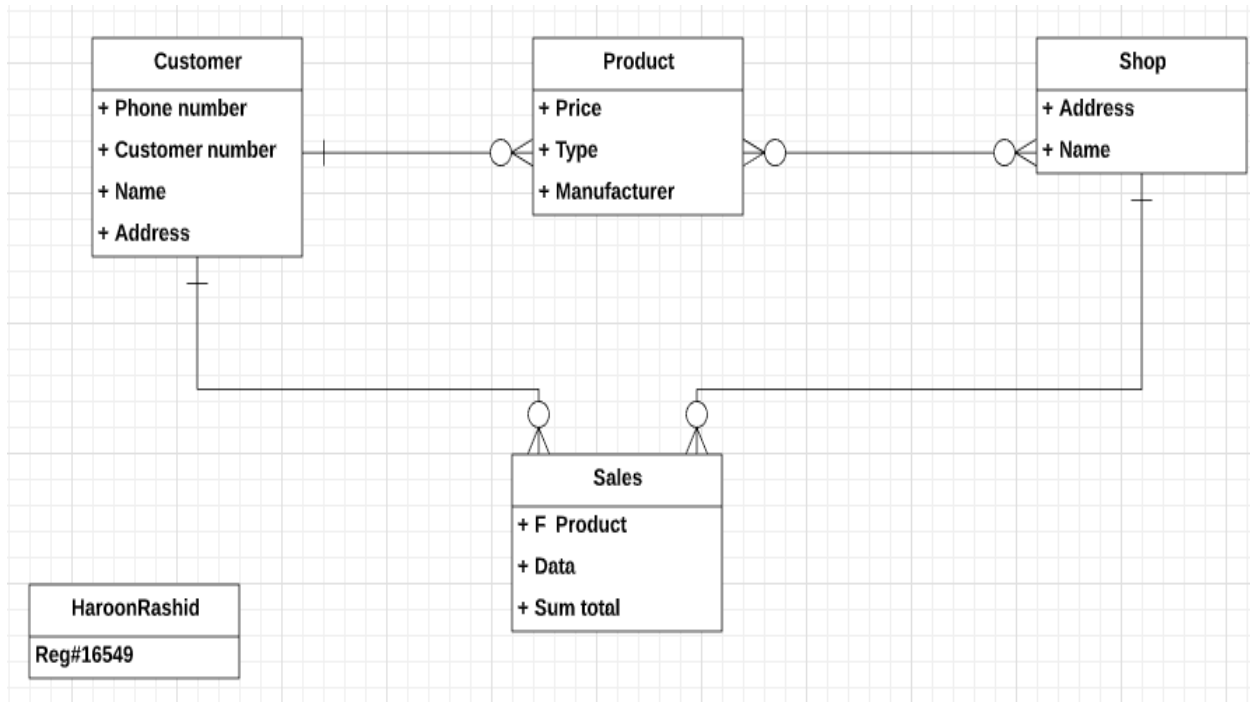 Customer
+ Phone number
+ Customer number
+ Name
+ Address
Product
+ Price
+ Type
+ Manufacturer
Shop
+ Address
+ Name
Sales
+ F Product
+ Data
+ Sum total
HaroonRashid
Reg#16549